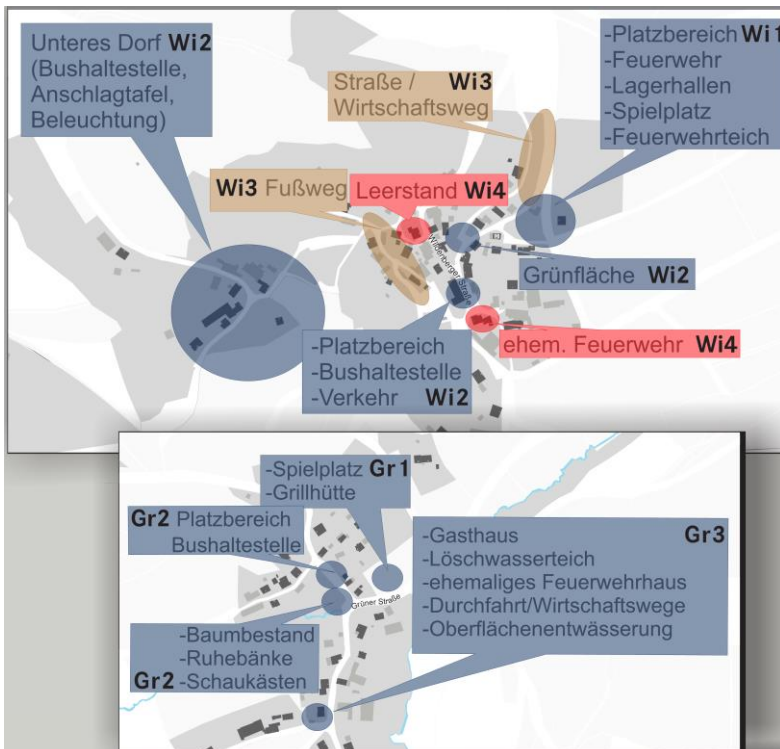 Unteres Dorf Wi2
(Bushaltestelle,
Anschlagtafel,
Beleuchtung)
Straße / Wi3
Wirtschaftsweg
-Platzbereich Wi1
-Feuerwehr
-Lagerhallen
-Spielplatz
-Feuerwehrteich
Wi3 Fußweg
Leerstand Wi4
Wildenberger Straße
Grünfläche Wi2
-Platzbereich
-Bushaltestelle
-Verkehr Wi2
ehem. Feuerwehr Wi4
-Spielplatz Gr1
-Grillhütte
Gr2 Platzbereich
Bushaltestelle
-Gasthaus Gr3
-Löschwasserteich
-ehemaliges Feuerwehrhaus
-Durchfahrt/Wirtschaftswege
-Oberflächenentwässerung
Grüner Straße
-Baumbestand
-Ruhebänke
Gr2 -Schaukästen